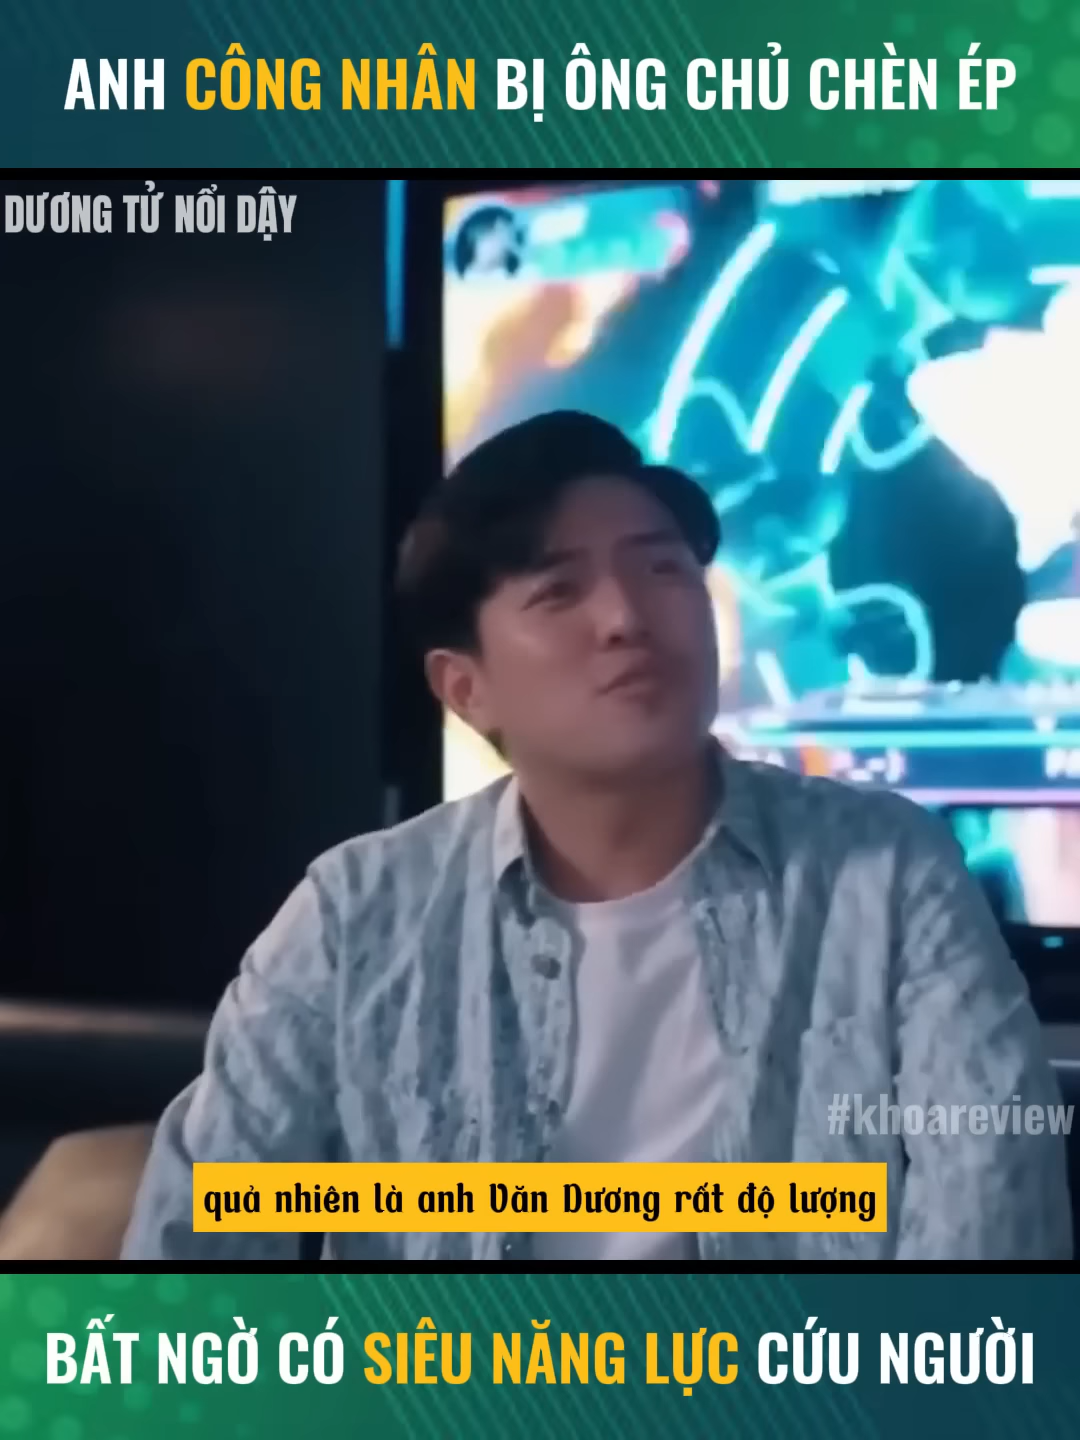 ANH CÔNG NHÂN BỊ ÔNG CHỦ CHÈN ÉP
DƯƠNG TỬ NỔI DẬY
#khoareview
quả nhiên là anh Văn Dương rất độ lượng
BẤT NGỜ CÓ SIÊU NĂNG LỰC CỨU NGƯỜI